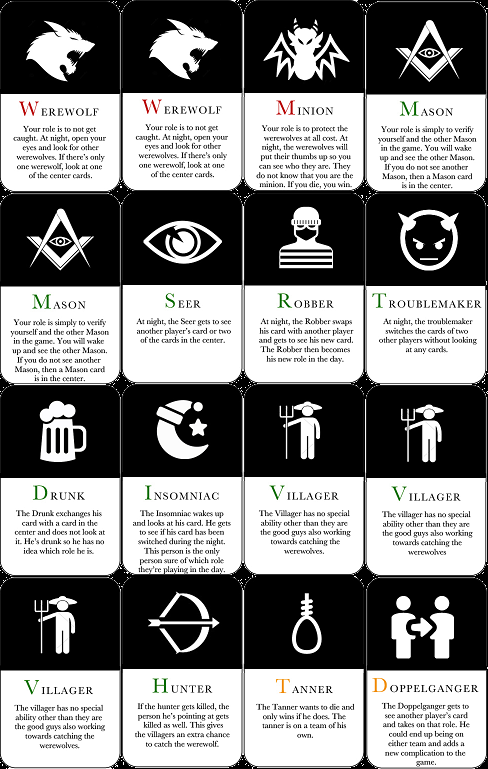 WEREWOLF
Your role is to not get
caught. At night, open your
eyes and look for other
werewolves. If there's only
one werewolf, look at one
of the center cards.
WEREWOLF
Your role is to not get
caught. At night, open your
eyes and look for other
werewolves. If there's only
one werewolf, look at one
of the center cards.
MINION
Your role is to protect the
werewolves at all cost. At
night, the werewolves will
put their thumbs up so you
can see who they are. They
do not know that you are the
minion. If you die, you win.
MASON
Your role is simply to verify
yourself and the other Mason
in the game. You will wake
up and see the other Mason.
If you do not see another
Mason, then a Mason card
is in the center.
MASON
Your role is simply to verify
yourself and the other Mason
in the game. You will wake
up and see the other Mason.
If you do not see another
Mason, then a Mason card
is in the center.
SEER
At night, the Seer gets to see
another player's card or two
of the cards in the center.
ROBBER
At night, the Robber swaps
his card with another player
and gets to see his new card.
The Robber then becomes
his new role in the day.
TROUBLEMAKER
At night, the troublemaker
switches the cards of two
other players without looking
at any cards.
DRUNK
The Drunk exchanges his
card with a card in the
center and does not look at
it. He's drunk so he has no
idea which role he is.
INSOMNIAC
The Insomniac wakes up
and looks at his card. He gets
to see if his card has been
switched during the night.
This person is the only
person sure of which role
they're playing in the day.
VILLAGER
The Villager has no special
ability other than they are
the good guys also working
towards catching the
werewolves.
VILLAGER
The villager has no special
ability other than they are
the good guys also working
towards catching the
werewolves
VILLAGER
The villager has no special
ability other than they are
the good guys also working
towards catching the
werewolves.
HUNTER
If the hunter gets killed, the
person he's pointing at gets
killed as well. This gives
the villagers an extra chance
to catch the werewolf.
TANNER
The Tanner wants to die and
only wins if he does. The
tanner is on a team of his
own.
DOPPELGANGER
The Doppelganger gets to
see another player's card
and takes on that role. He
could end up being on
either team and adds a
new complication to the
game.